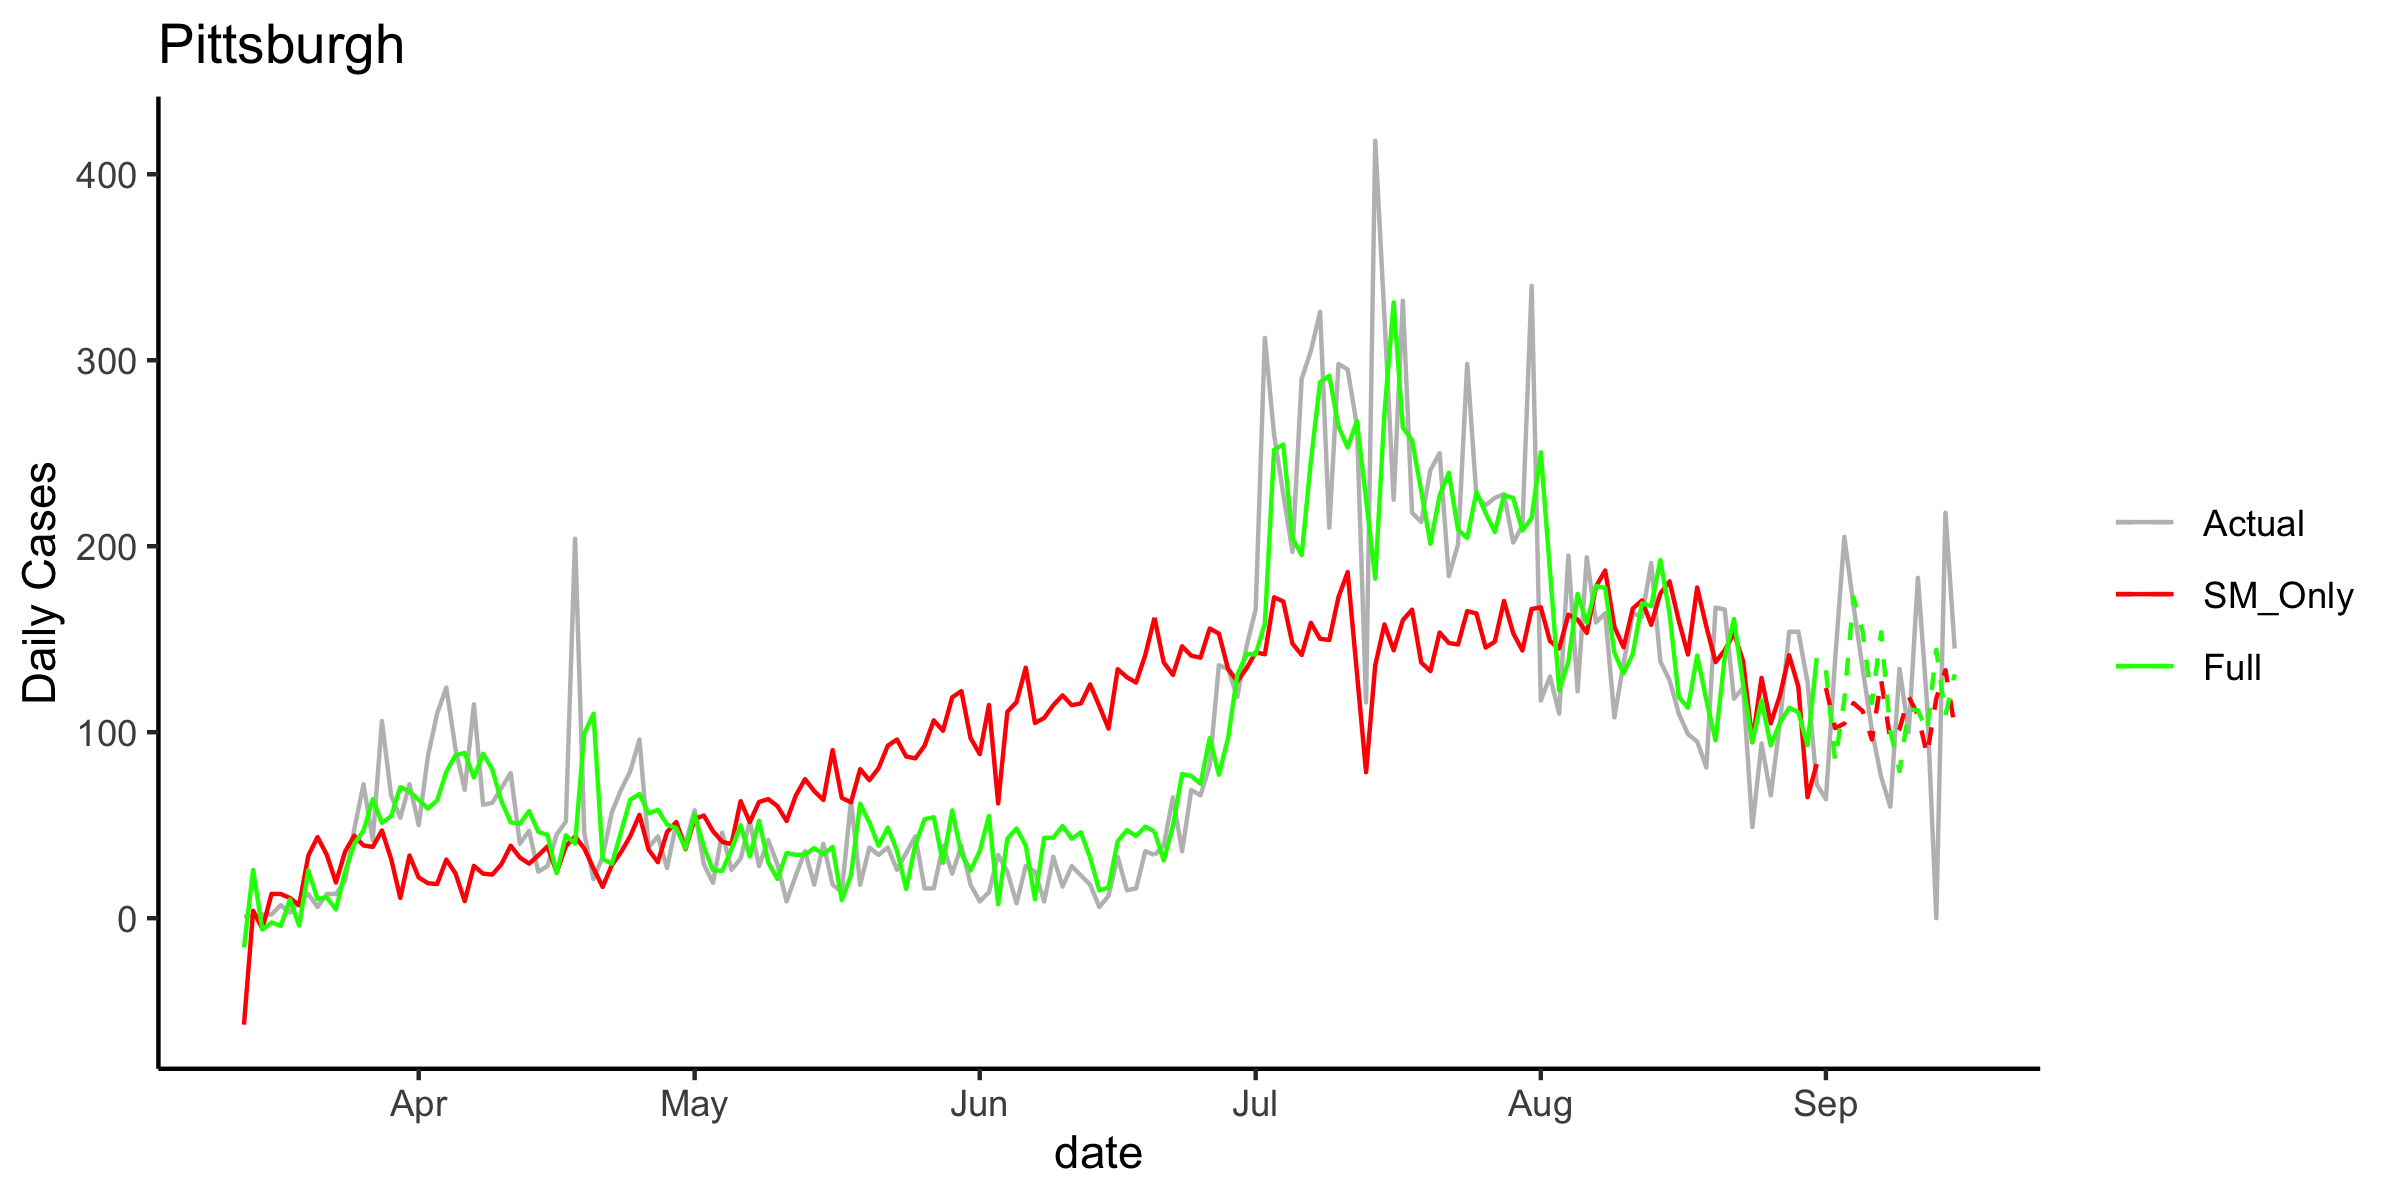 Pittsburgh
Daily Cases
400
300
200
100
0
Apr
May
Jun
Jul
Aug
Sep
date
Actual
SM_Only
Full